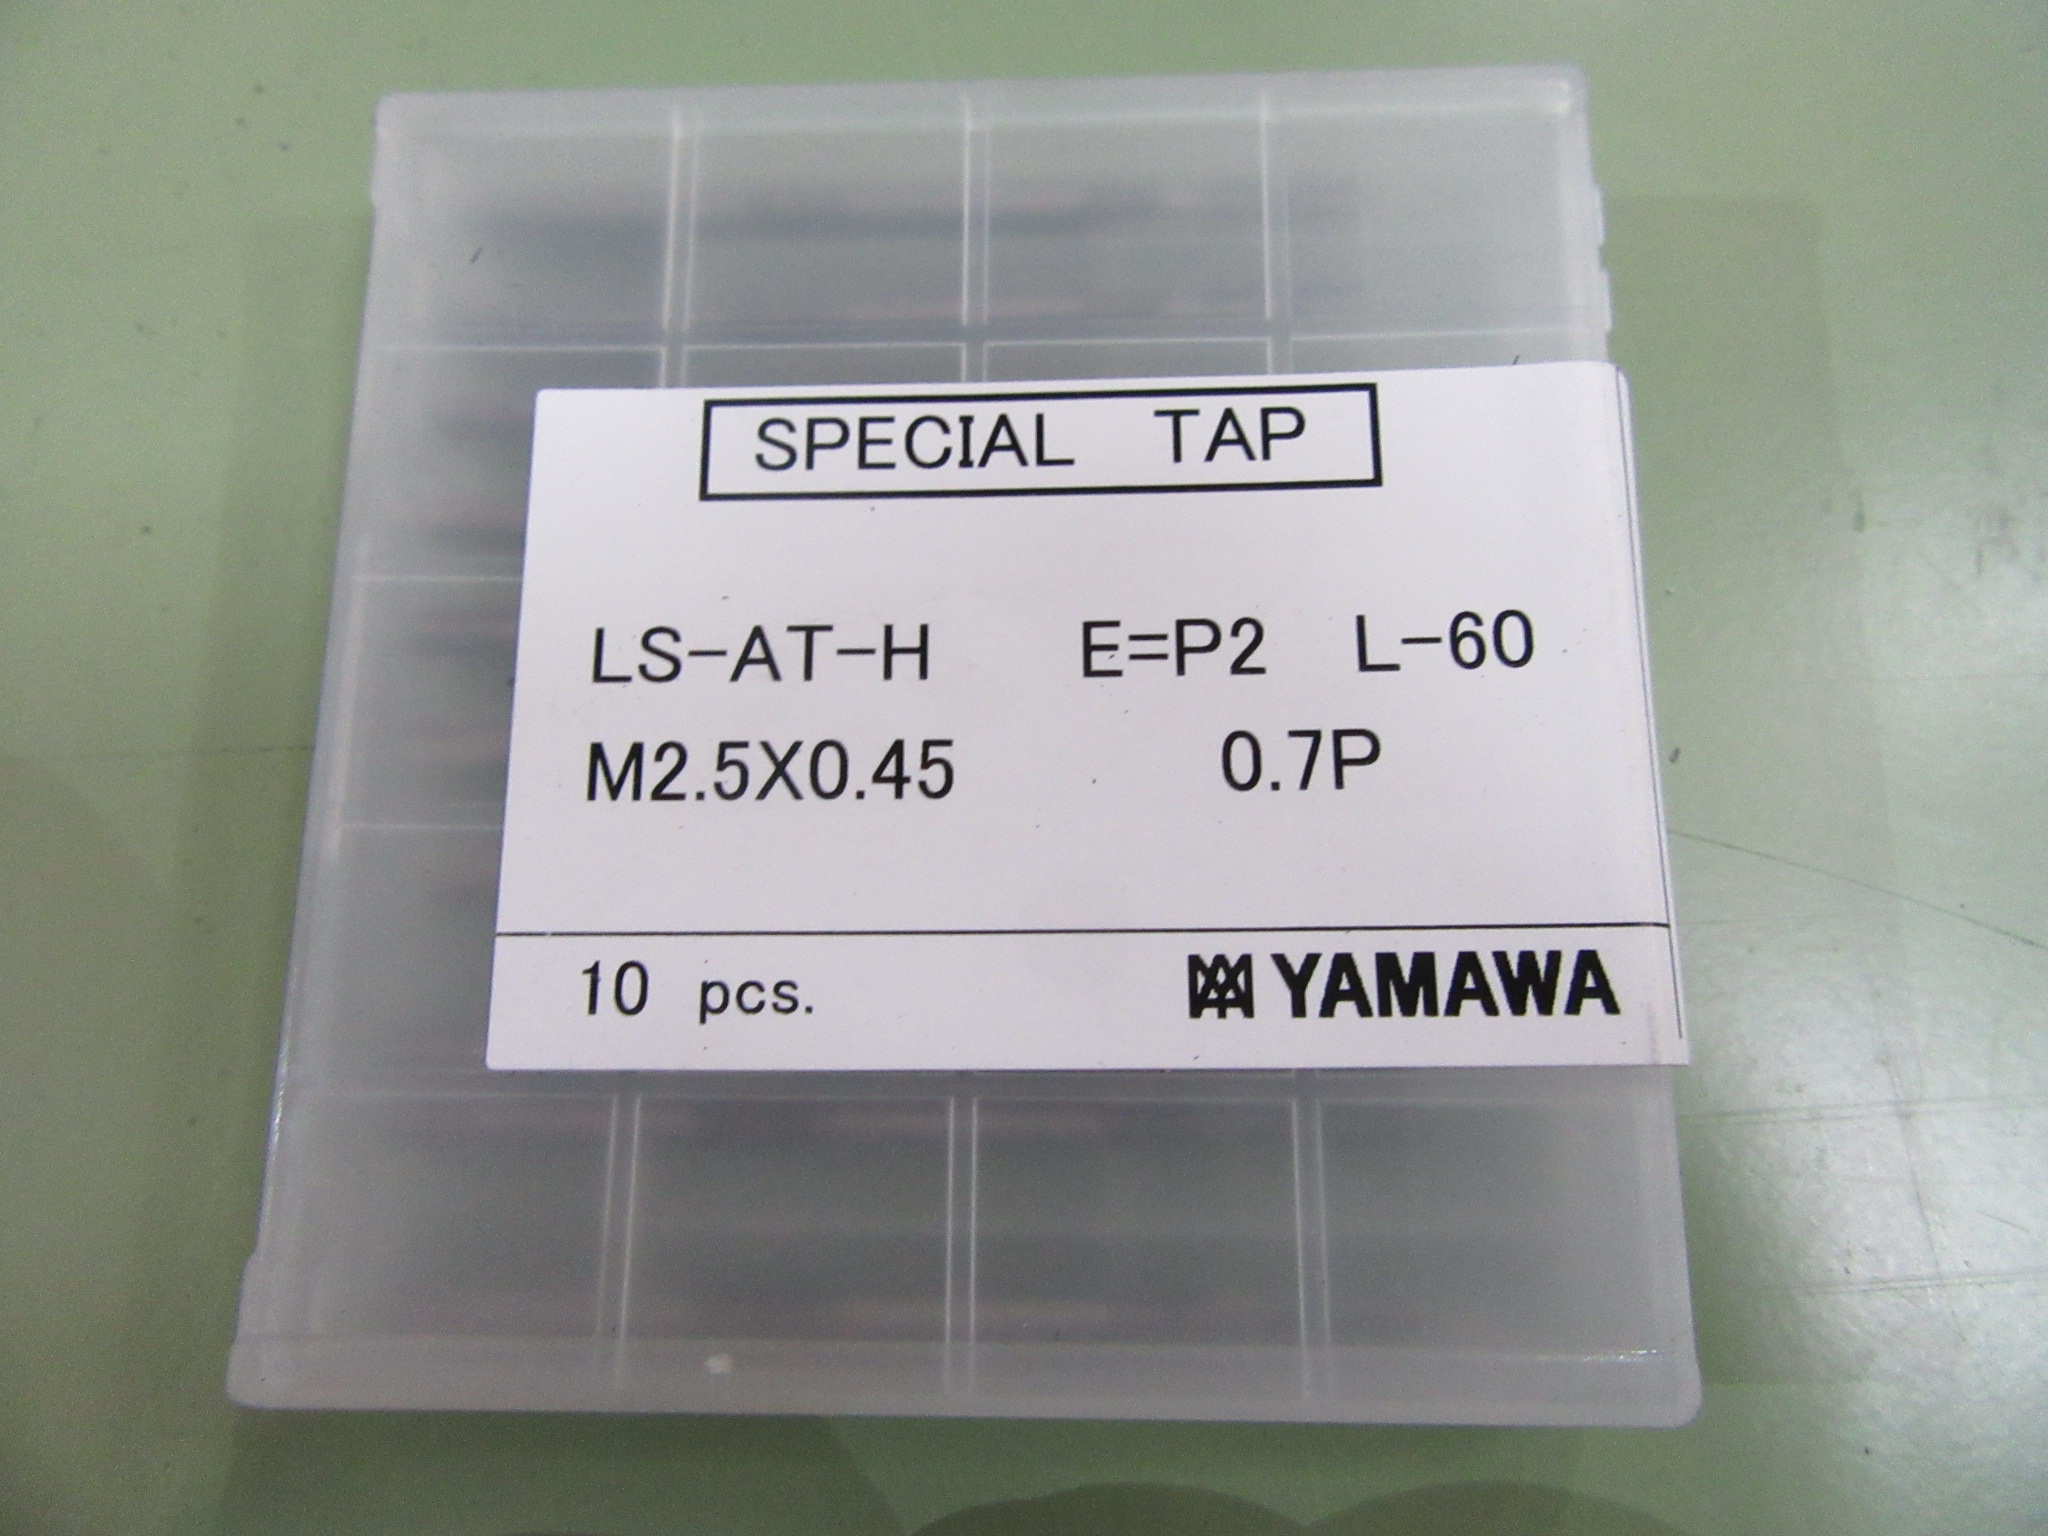 SPECIAL TAP
LS-AT-H E=P2 L-60
M2.5X0.45 0.7P
10 pcs. YAMAWA